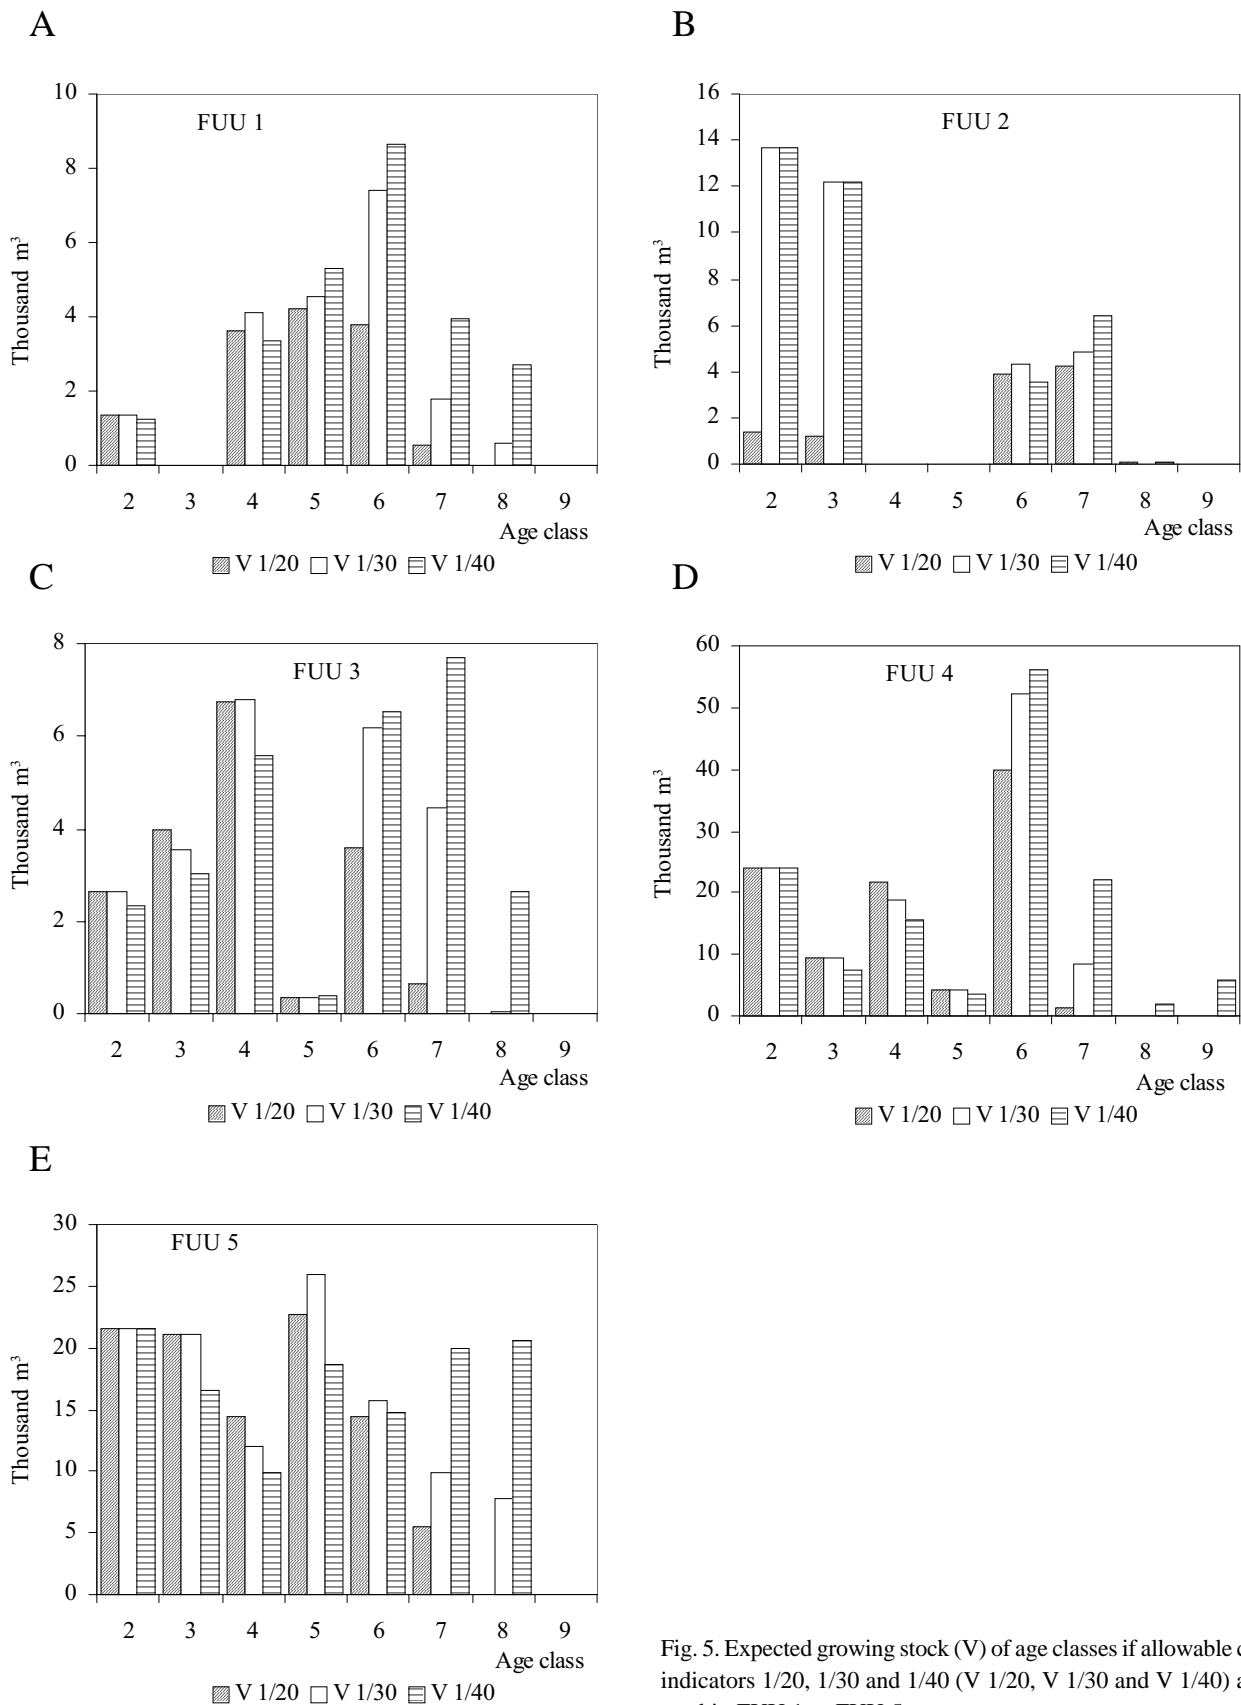 A
10
8
6
4
2
0
Thousand m³
FUU 1
2 3 4 5 6 7 8 9
Age class
V 1/20 V 1/30 V 1/40
B
16
14
12
10
8
6
4
2
0
Thousand m³
FUU 2
2 3 4 5 6 7 8 9
Age class
V 1/20 V 1/30 V 1/40
C
8
6
4
2
0
Thousand m³
FUU 3
2 3 4 5 6 7 8 9
Age class
V 1/20 V 1/30 V 1/40
D
60
50
40
30
20
10
0
Thousand m³
FUU 4
2 3 4 5 6 7 8 9
Age class
V 1/20 V 1/30 V 1/40
E
30
25
20
15
10
5
0
Thousand m³
FUU 5
2 3 4 5 6 7 8 9
Age class
V 1/20 V 1/30 V 1/40
Fig. 5. Expected growing stock (V) of age classes if allowable
indicators 1/20, 1/30 and 1/40 (V 1/20, V 1/30 and V 1/40)